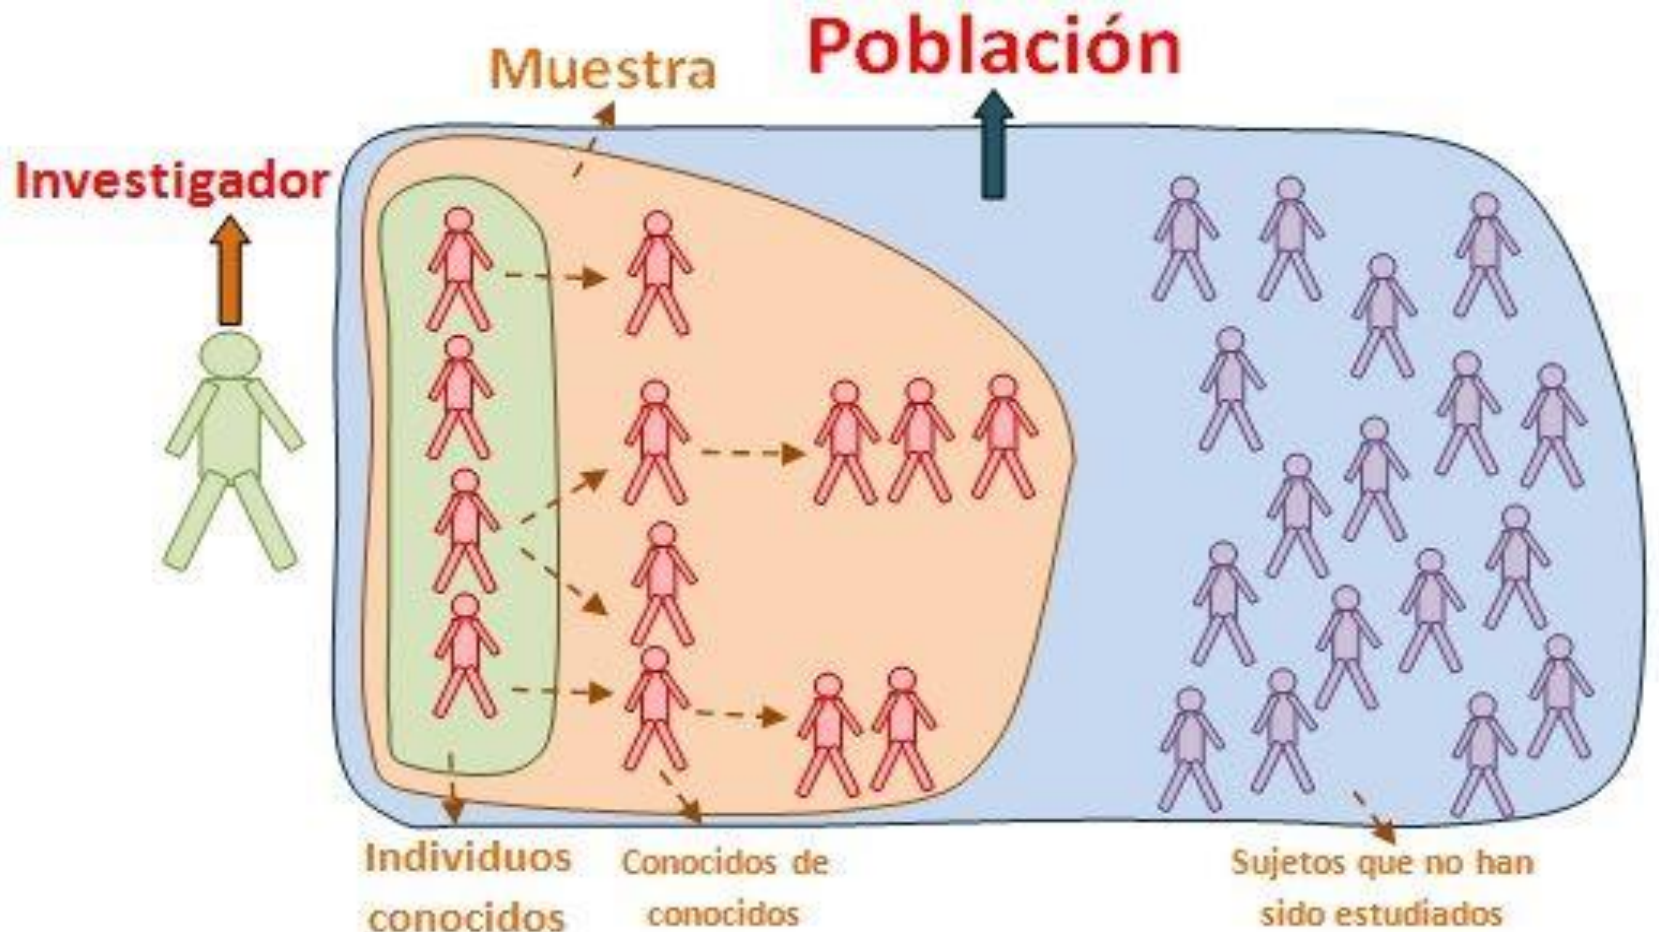 Población
Muestra
Investigador
Individuos
conocidos
Conocidos de
conocidos
Sujetos que no han
sido estudiados